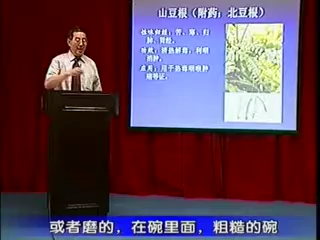 山豆根（附药：北豆根）
性味归经：苦，寒。归
肺、胃经。
功效：清热解毒，利咽
消肿。
应用：用于热毒咽喉肿
痛等证。
或者磨的，在碗里面，粗糙的碗